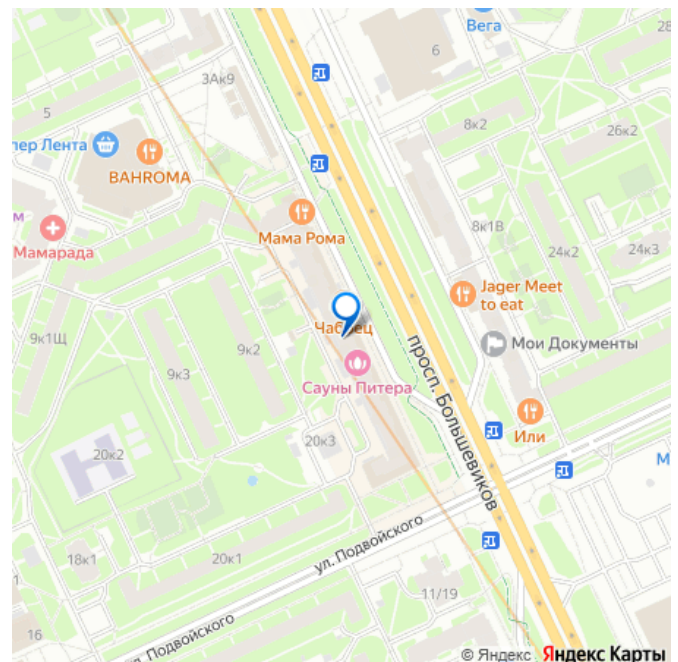 Вега
6
28
3Ак9
5
8к2
26к2
пер Лента
BAHROMA
м
Мамарада
Мама Рома
8к1В
24к2
24к3
Jager Meet
to eat
9к1Щ
9к2
9к3
просп. Большевиков
Мои Документы
Сауны Питера
Или
20к3
20к2
М
ул. Подвойского
18к1
20к1
11/19
16
Подвойского
© Яндекс Яндекс Карты